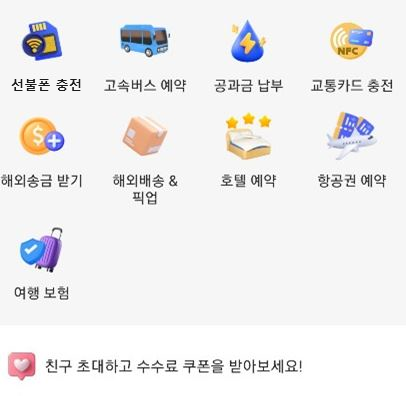 NFC
선불폰 충전
고속버스 예약
공과금 납부
교통카드 충전
해외송금 받기
해외배송 &
픽업
호텔 예약
항공권 예약
여행 보험
친구 초대하고 수수료 쿠폰을 받아보세요!